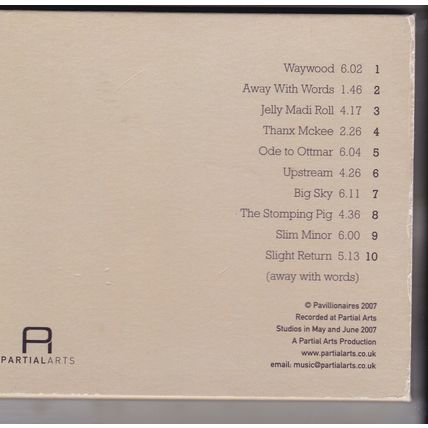 Waywood 6.02 1
Away With Words 1.46 2
Jelly Madi Roll 4.17 3
Thanx Mckee 2.26 4
Ode to Ottmar 6.04 5
Upstream 4.26 6
Big Sky 6.11 7
The Stomping Pig 4.36 8
Slim Minor 6.00 9
Slight Return 5.13 10
(away with words)
© Pavillionaires 2007
Recorded at Partial Arts
Studios in May and June 2007
A Partial Arts Production
www.partialarts.co.uk
email: music@partialarts.co.uk
PARTIALARTS